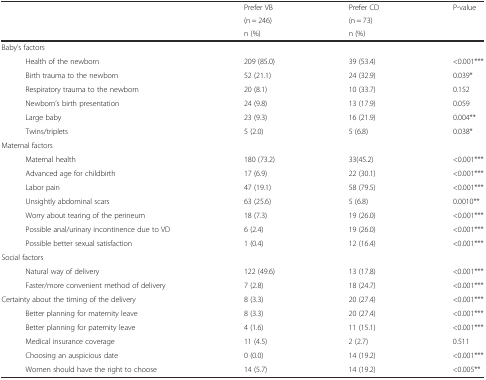 Prefer VB Prefer CD P-value
(n = 246) (n = 73)
n (%) n (%)
Baby's factors
Health of the newborn 209 (85.0) 39 (53.4) <0.001***
Birth trauma to the newborn 52 (21.1) 24 (32.9) 0.039*
Respiratory trauma to the newborn 20 (8.1) 10 (33.7) 0.152
Newborn's birth presentation 24 (9.8) 13 (17.9) 0.059
Large baby 23 (9.3) 16 (21.9) 0.004**
Twins/triplets 5 (2.0) 5 (6.8) 0.038*
Maternal factors
Maternal health 180 (73.2) 33(45.2) <0.001***
Advanced age for childbirth 17 (6.9) 22 (30.1) <0.001***
Labor pain 47 (19.1) 58 (79.5) <0.001***
Unsightly abdominal scars 63 (25.6) 5 (6.8) 0.0010**
Worry about tearing of the perineum 18 (7.3) 19 (26.0) <0.001***
Possible anal/urinary incontinence due to VD 6 (2.4) 19 (26.0) <0.001***
Possible better sexual satisfaction 1 (0.4) 12 (16.4) <0.001***
Social factors
Natural way of delivery 122 (49.6) 13 (17.8) <0.001***
Faster/more convenient method of delivery 7 (2.8) 18 (24.7) <0.001***
Certainty about the timing of the delivery 8 (3.3) 20 (27.4) <0.001***
Better planning for maternity leave 8 (3.3) 20 (27.4) <0.001***
Better planning for paternity leave 4 (1.6) 11 (15.1) <0.001***
Medical insurance coverage 11 (4.5) 2 (2.7) 0.511
Choosing an auspicious date 0 (0.0) 14 (19.2) <0.001***
Women should have the right to choose 14 (5.7) 14 (19.2) <0.005**